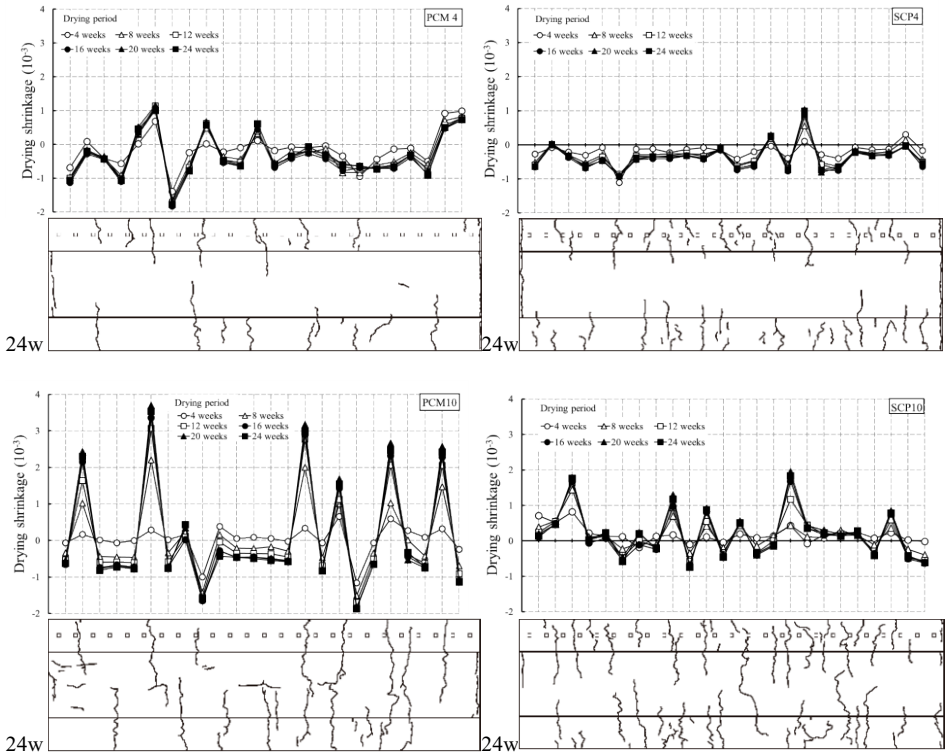 PCM 4
Drying period
4 weeks 8 weeks 12 weeks
16 weeks 20 weeks 24 weeks
Drying shrinkage (10-3)
4
3
2
1
0
-1
-2
24w
SCP4
Drying period
4 weeks 8 weeks 12 weeks
16 weeks 20 weeks 24 weeks
Drying shrinkage (10-3)
4
3
2
1
0
-1
-2
24w
PCM10
Drying period
4 weeks 8 weeks
12 weeks 16 weeks
20 weeks 24 weeks
Drying shrinkage (10-3)
4
3
2
1
0
-1
-2
24w
SCP10
Drying period
4 weeks 8 weeks 12 weeks
16 weeks 20 weeks 24 weeks
Drying shrinkage (10-3)
4
3
2
1
0
-1
-2
24w